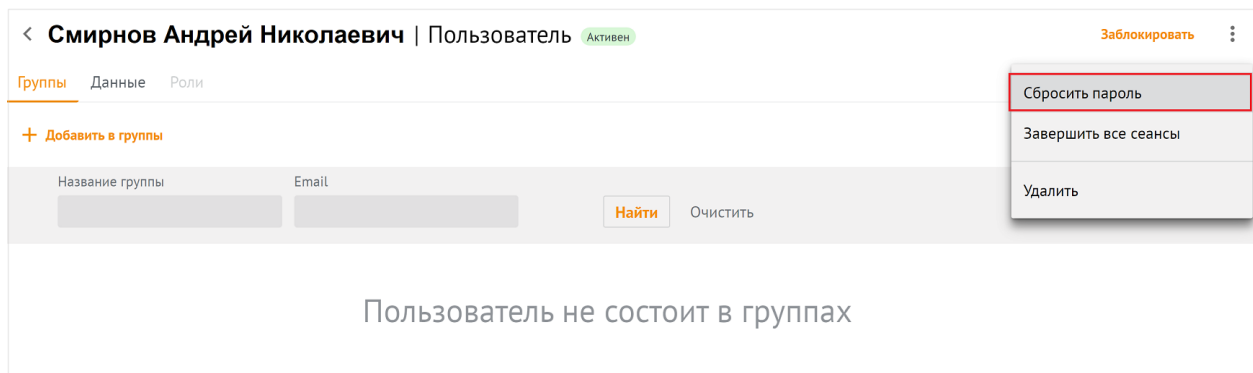 Смирнов Андрей Николаевич | Пользователь Активен
Заблокировать
Группы Данные Роли
Сбросить пароль
Завершить все сеансы
Удалить
+ Добавить в группы
Название группы Email
Найти Очистить
Пользователь не состоит в группах